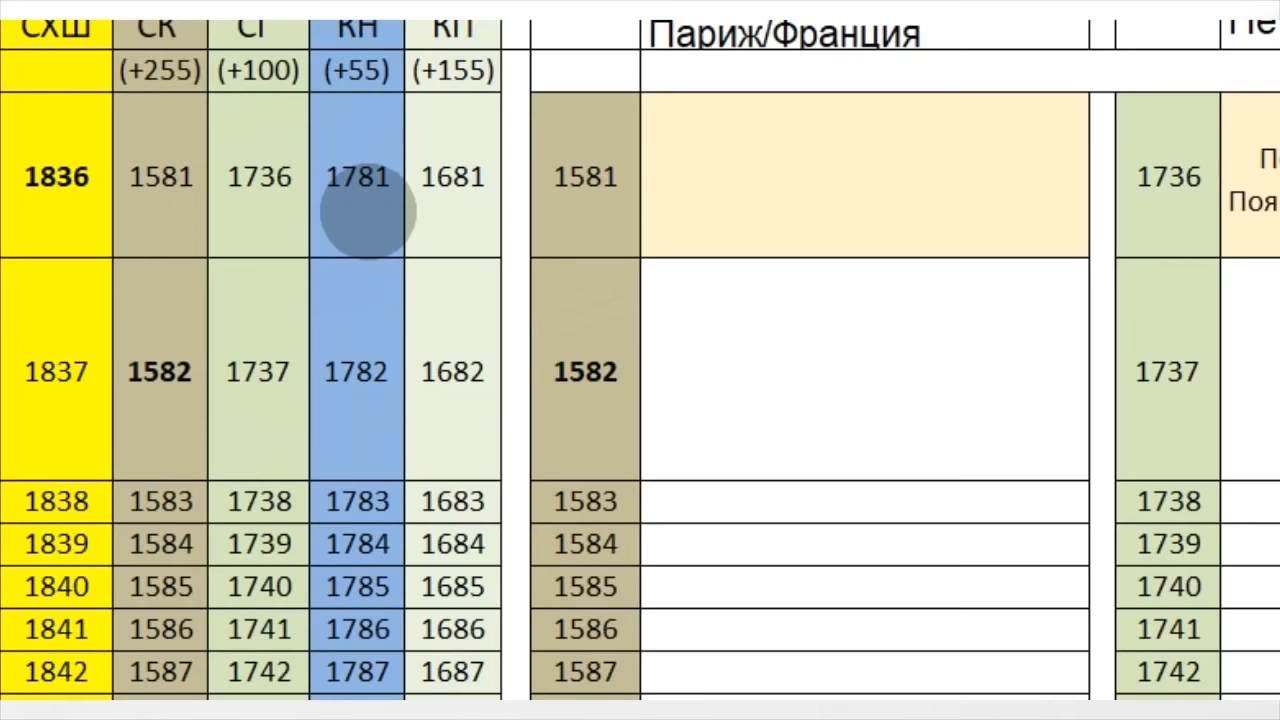 СХШ СК СГ КН КП Париж/Франция
(+255) (+100) (+55) (+155)
1836 1581 1736 1781 1681 1581 1736
Поя
1837 1582 1737 1782 1682 1582 1737
1838 1583 1738 1783 1683 1583 1738
1839 1584 1739 1784 1684 1584 1739
1840 1585 1740 1785 1685 1585 1740
1841 1586 1741 1786 1686 1586 1741
1842 1587 1742 1787 1687 1587 1742